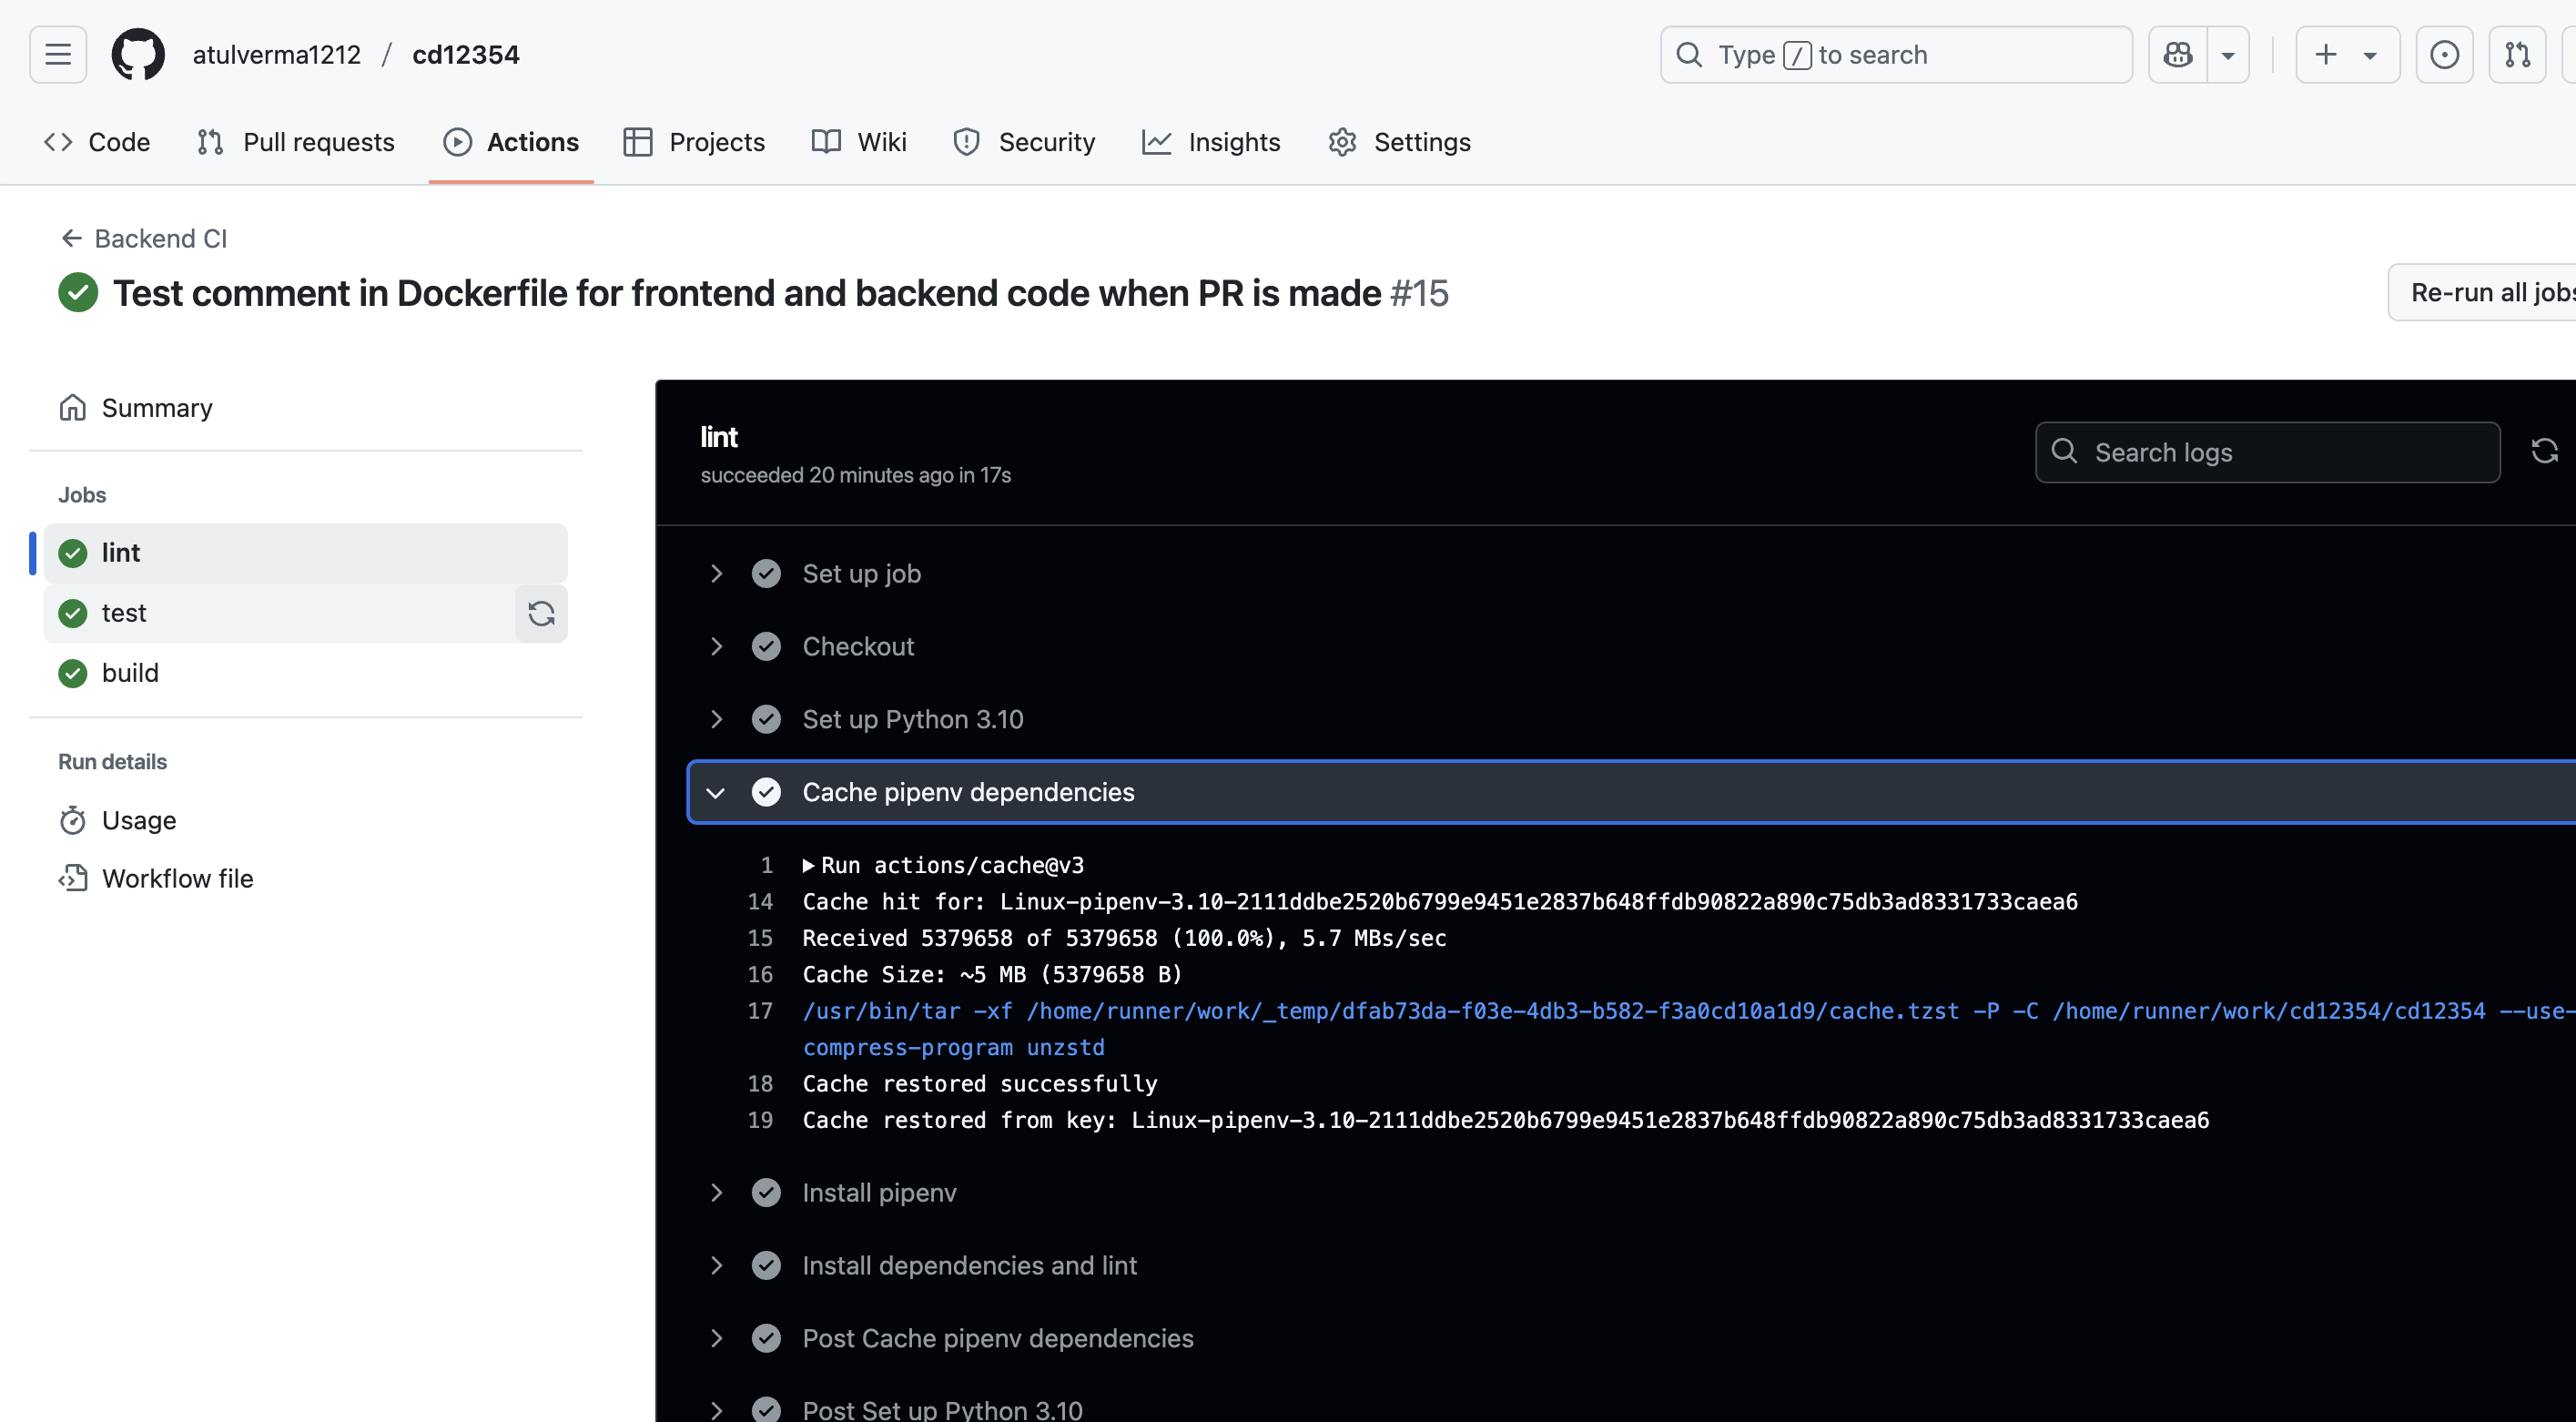 atulverma1212 / cd12354
Type / to search
Code
Pull requests
Actions
Projects
Wiki
Security
Insights
Settings
Backend CI
Test comment in Dockerfile for frontend and backend code when PR is made #15
Re-run all jobs
Summary
Jobs
lint
test
build
Run details
Usage
Workflow file
lint
succeeded 20 minutes ago in 17s
Search logs
Set up job
Checkout
Set up Python 3.10
Cache pipenv dependencies
1 Run actions/cache@v3
14 Cache hit for: Linux-pipenv-3.10-2111ddbe2520b6799e9451e2837b648ffdb90822a890c75db3ad8331733caea6
15 Received 5379658 of 5379658 (100.0%), 5.7 MBs/sec
16 Cache Size: ~5 MB (5379658 B)
17 /usr/bin/tar -xf /home/runner/work/_temp/dfab73da-f03e-4db3-b582-f3a0cd10a1d9/cache.tzst -P -C /home/runner/work/cd12354/cd12354 --use-
compress-program unzstd
18 Cache restored successfully
19 Cache restored from key: Linux-pipenv-3.10-2111ddbe2520b6799e9451e2837b648ffdb90822a890c75db3ad8331733caea6
Install pipenv
Install dependencies and lint
Post Cache pipenv dependencies
Post Set up Python 3.10